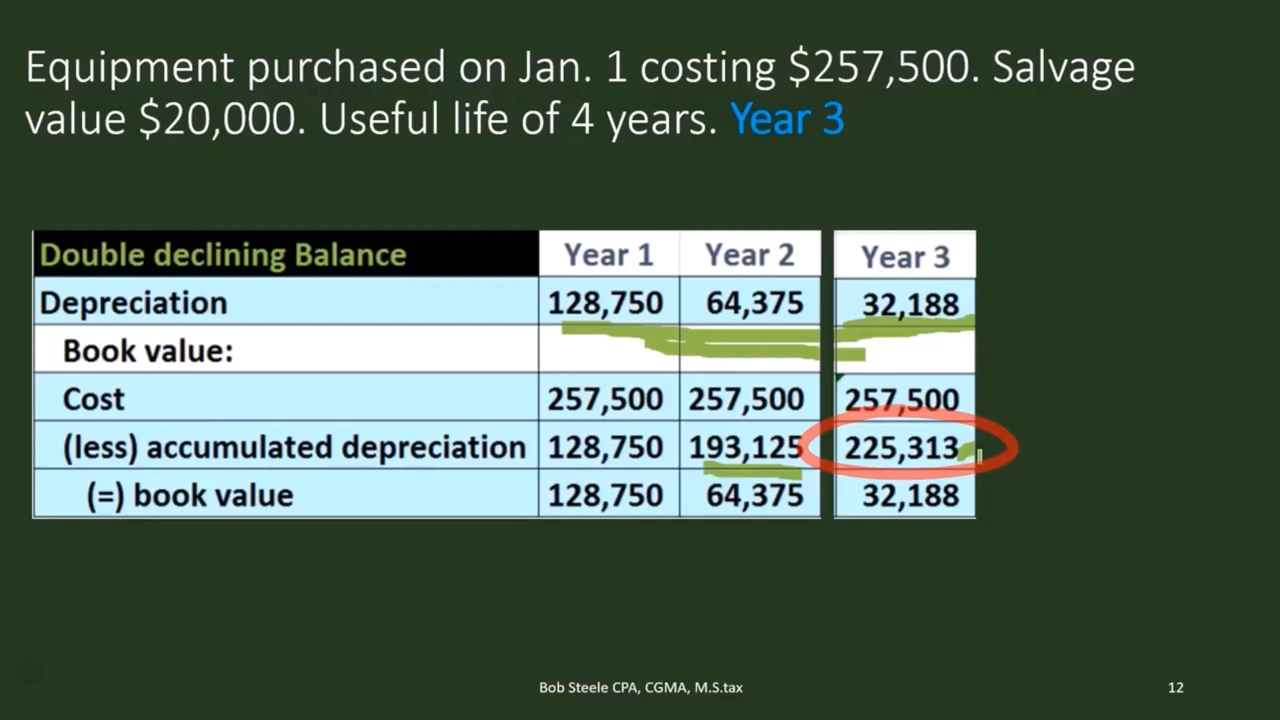 Equipment purchased on Jan. 1 costing $257,500. Salvage
value $20,000. Useful life of 4 years. Year 3
Double declining Balance Year 1 Year 2 Year 3
Depreciation 128,750 64,375 32,188
Book value:
Cost 257,500 257,500 257,500
(less) accumulated depreciation 128,750 193,125 225,313
(=) book value 128,750 64,375 32,188
Bob Steele CPA, CGMA, M.S.tax 12